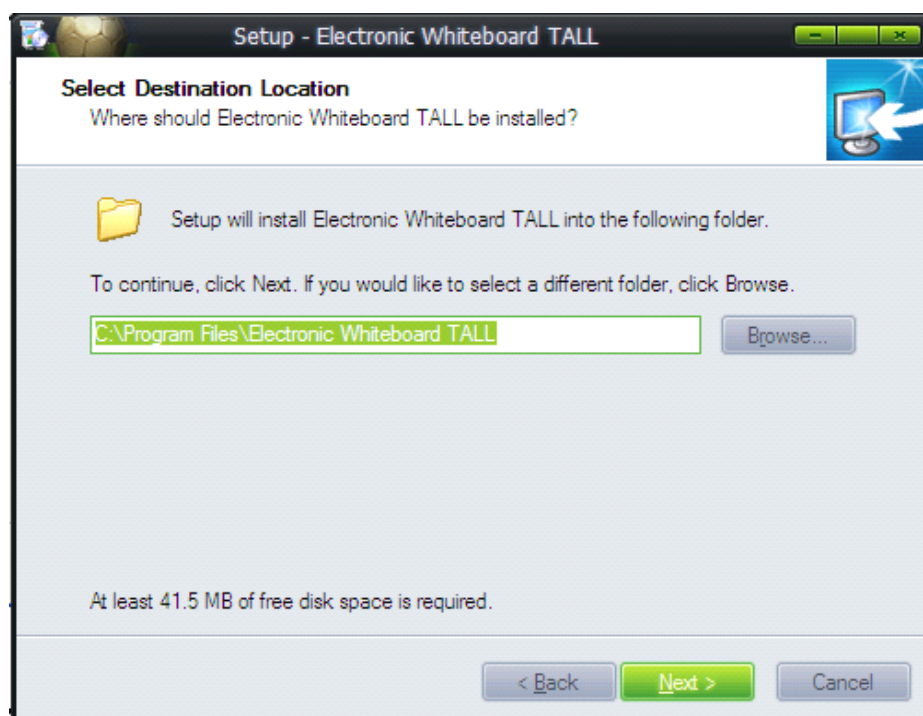 Setup - Electronic Whiteboard TALL
Select Destination Location
Where should Electronic Whiteboard TALL be installed?
Setup will install Electronic Whiteboard TALL into the following folder.
To continue, click Next. If you would like to select a different folder, click Browse.
C:\Program Files\Electronic Whiteboard TALL
Browse...
At least 41.5 MB of free disk space is required.
< Back
Next >
Cancel